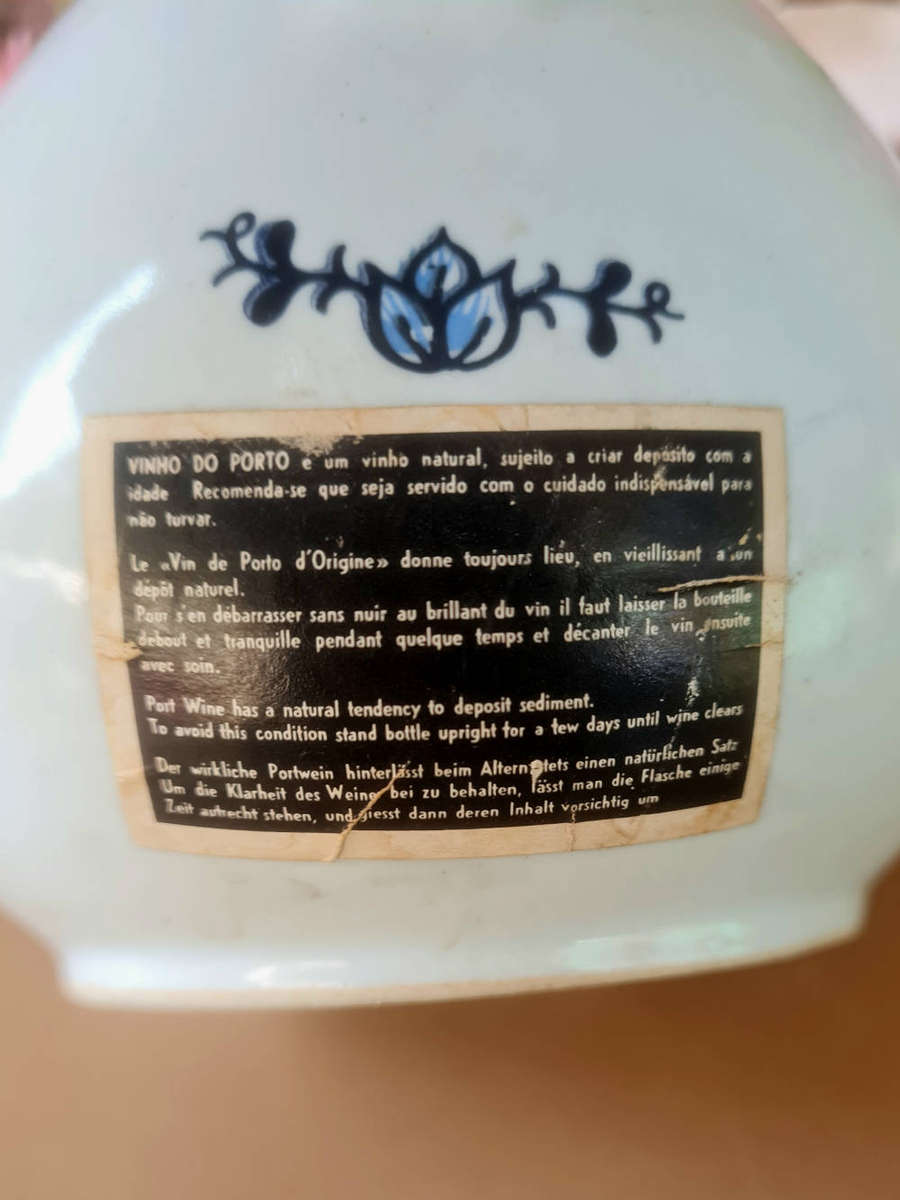 VINHO DO PORTO e um vinho natural, sujeito a criar depósito com a
idade Recomenda-se que seja servido com o cuidado indispensável para
não turvar.
Le «Vin de Porto d'Origine» donne toujours lieu, en vieillissant a un
dépôt naturel.
Pour s'en débarrasser sans nuir au brillant du vin il faut laisser la bouteille
debout et tranquille pendant quelque temps et décanter le vin ensuite
avec soin.
Port Wine has a natural tendency to deposit sediment.
To avoid this condition stand bottle upright for a few days until wine clears
Der wirkliche Portwein hinterlässt beim Altern stets einen natürlichen Satz
Um die Klarheit des Weine bei zu behalten, lässt man die Flasche einige
Zeit aufrecht stehen, und giesst dann deren Inhalt vorsichtig um